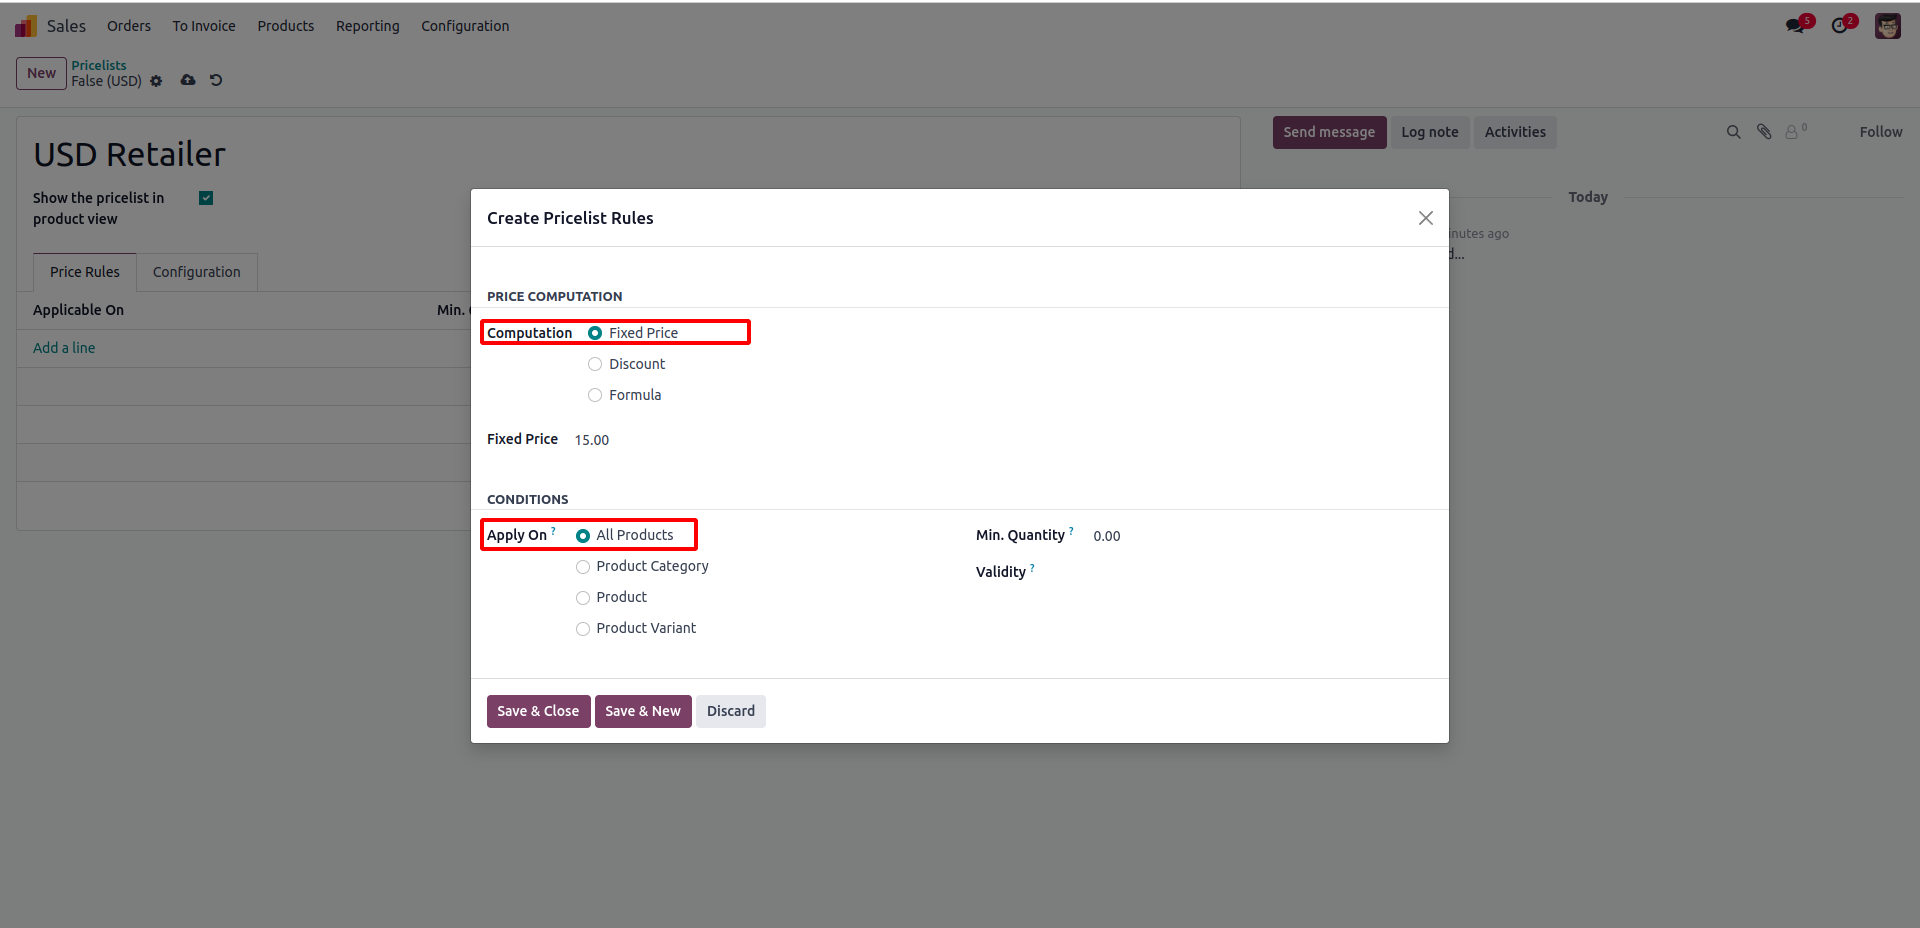 Sales Orders To Invoice Products Reporting Configuration 5 2
New Pricelists
False (USD)
Send message Log note Activities 0 Follow
USD Retailer
Show the pricelist in
product view
Today
Create Pricelist Rules
Price Rules Configuration
Applicable On Min.
Add a line
PRICE COMPUTATION
Computation Fixed Price
Discount
Formula
Fixed Price 15.00
CONDITIONS
Apply On ? All Products Min. Quantity ? 0.00
Product Category Validity ?
Product
Product Variant
Save & Close Save & New Discard
ago